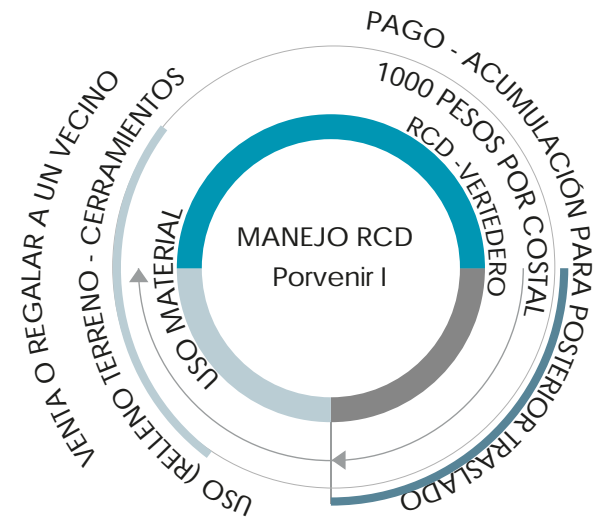 MANEJO RCD
Porvenir I
PAGO - ACUMULACIÓN PARA POSTERIOR TRASLADO
1000 PESOS POR COSTAL
RCD -VERTEDERO
USO MATERIAL
USO (RELLENO TERRENO - CERRAMIENTOS
VENTA O REGALAR A UN VECINO